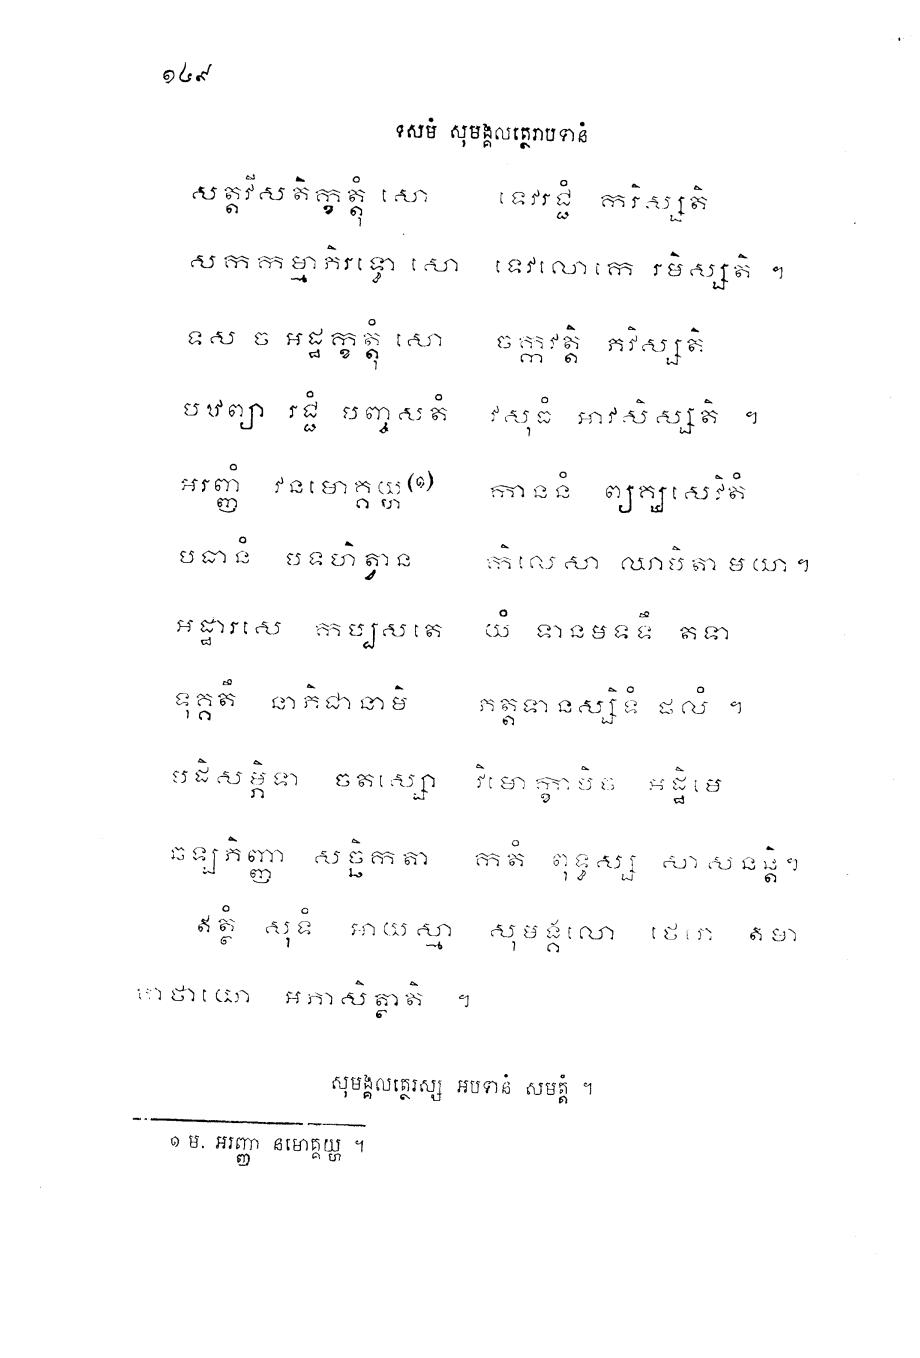 ១៤៩
ទសមំ សុមង្គលត្ថេរាបទានំ
សត្តវីសតិក្ខត្តុំ សោ ទេវរជ្ជំ ករិស្សតិ
សកកម្មាភិរទ្ធោ សោ ទេវលោកេ រមិស្សតិ ។
ទស ច អដ្ឋក្ខត្តុំ សោ ចក្កវត្តិ ភវិស្សតិ
បឋព្យា រជ្ជំ បញ្ចសតំ វសុធំ អាវសិស្សតិ ។
អរញ្ញំ វនមោគ្គយ្ហ(១) កាននំ ព្យគ្ឃសេវិតំ
បធានំ បទហិត្វាន កិលេសា ឈាបិតា មយា។
អដ្ឋារសេ កប្បសតេ យំ ទានមទទឹ តទា
ទុគ្គតឹ នាភិជានាមិ ភត្តទានស្សិទំ ផលំ ។
បដិសម្ភិទា ចតស្សោ វិមោក្ខាបិច អដ្ឋិមេ
ឆឡភិញ្ញា សច្ឆិកតា កតំ ពុទ្ធស្ស សាសនន្តិ។
ឥត្ថំ សុទំ អាយស្មា សុមង្គលោ ថេរោ ឥមា
គាថាយោ អភាសិត្ថាតិ ។
សុមង្គលត្ថេរស្ស អបទានំ សមត្តំ ។
១ ម. អរញ្ញា នមោគ្គយ្ហ ។